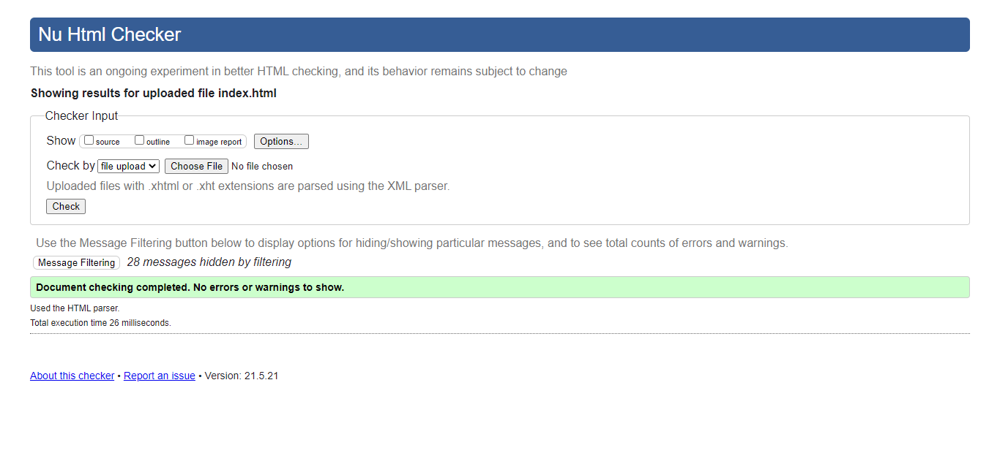 Nu Html Checker
This tool is an ongoing experiment in better HTML checking, and its behavior remains subject to change
Showing results for uploaded file index.html
Checker Input
Show source outline image report Options...
Check by file upload Choose File No file chosen
Uploaded files with .xhtml or .xht extensions are parsed using the XML parser.
Check
Use the Message Filtering button below to display options for hiding/showing particular messages, and to see total counts of errors and warnings.
Message Filtering 28 messages hidden by filtering
Document checking completed. No errors or warnings to show.
Used the HTML parser.
Total execution time 26 milliseconds.
About this checker • Report an issue • Version: 21.5.21